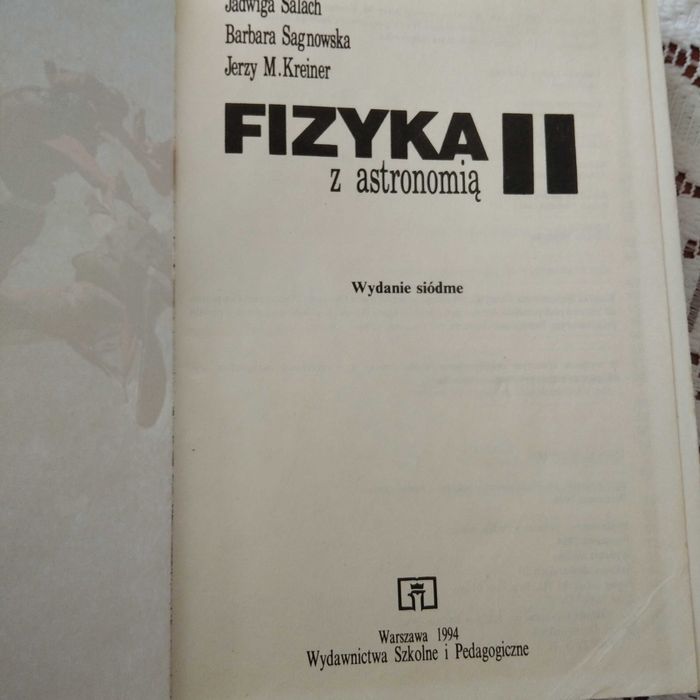 Jadwiga Salach
Barbara Sagnowska
Jerzy M. Kreiner
FIZYKA II
z astronomią
Wydanie siódme
Warszawa 1994
Wydawnictwa Szkolne i Pedagogiczne